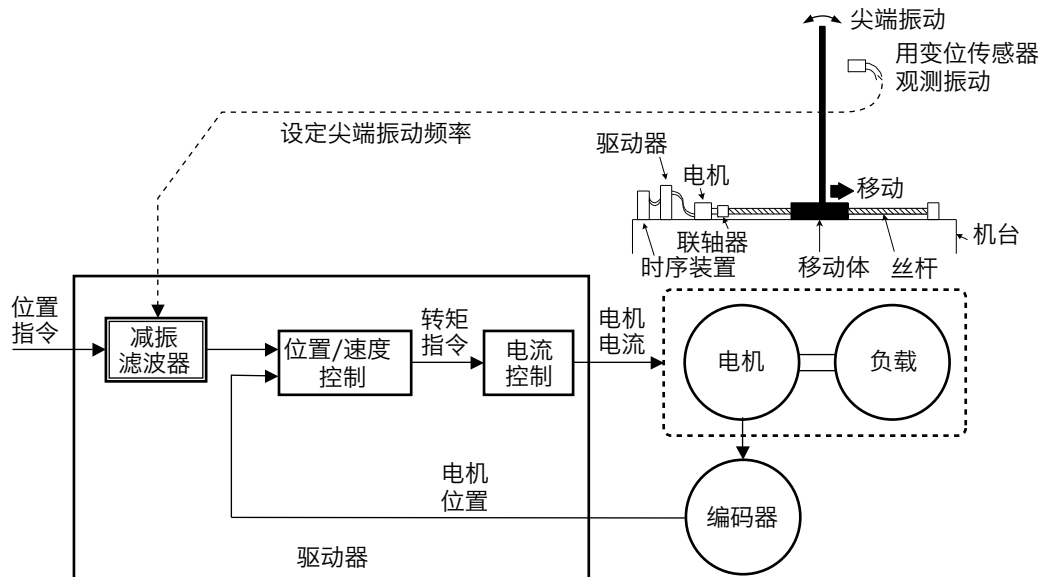 尖端振动
用变位传感器
观测振动
设定尖端振动频率
驱动器
电机
移动
联轴器
机台
时序装置
移动体
丝杆
位置
指令
减振
滤波器
位置/速度
控制
转矩
指令
电流
控制
电机
电流
电机
负载
电机
位置
编码器
驱动器